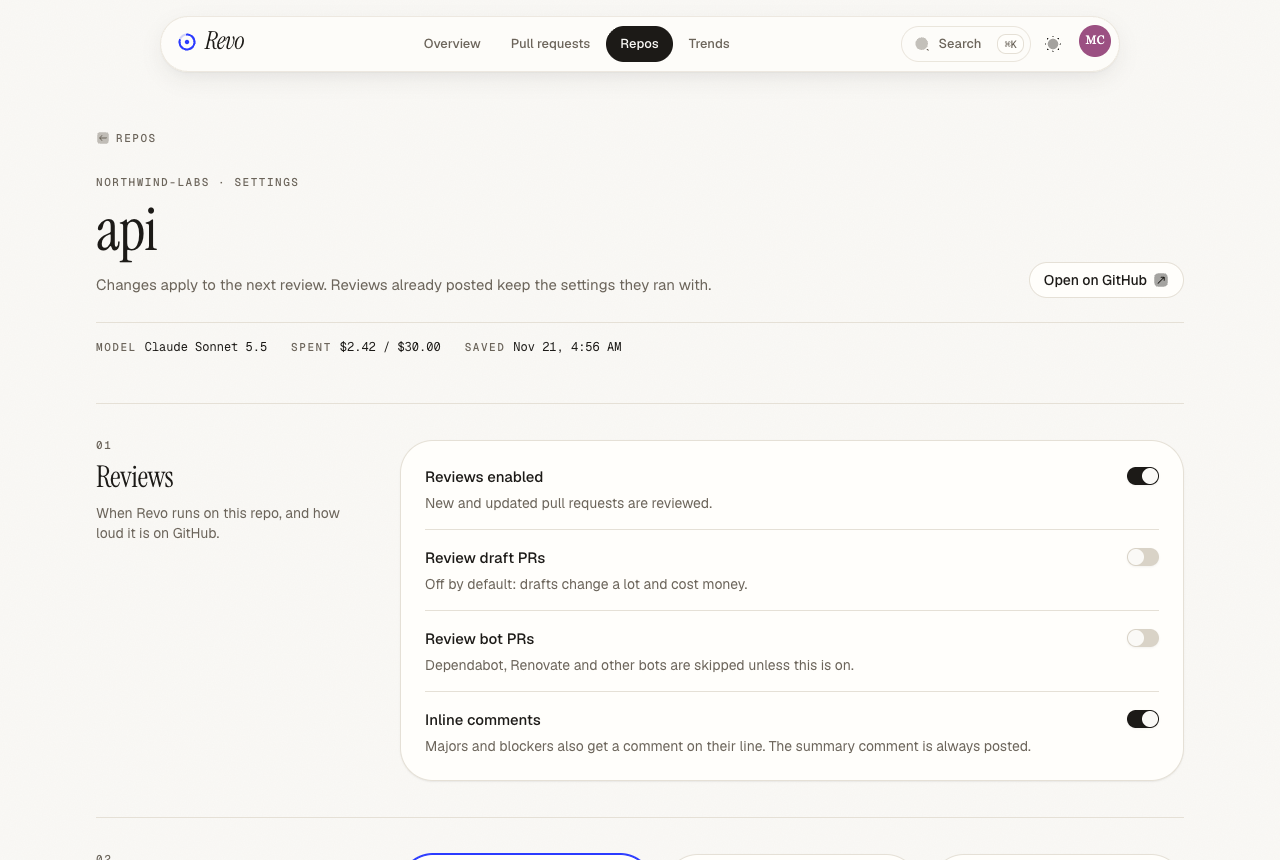 Revo
Overview
Pull requests
Repos
Trends
Search
⌘K
MC
REPOS
NORTHWIND-LABS · SETTINGS
api
Changes apply to the next review. Reviews already posted keep the settings they ran with.
Open on GitHub
MODEL Claude Sonnet 5.5 SPENT $2.42 / $30.00 SAVED Nov 21, 4:56 AM
01
Reviews
When Revo runs on this repo, and how
loud it is on GitHub.
Reviews enabled
New and updated pull requests are reviewed.
Review draft PRs
Off by default: drafts change a lot and cost money.
Review bot PRs
Dependabot, Renovate and other bots are skipped unless this is on.
Inline comments
Majors and blockers also get a comment on their line. The summary comment is always posted.
02